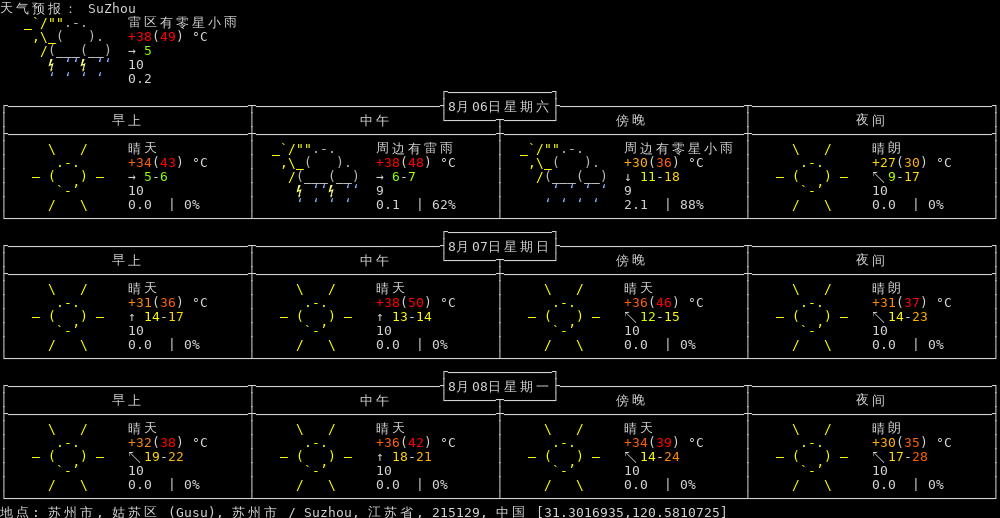 天气预报： SuZhou
雷区有零星小雨
+38(49) °C
→ 5
10
0.2
8月06日星期六
早上 中午 傍晚 夜间
晴天 周边有雷雨 周边有零星小雨 晴朗
+34(43) °C +38(48) °C +30(36) °C +27(30) °C
→ 5-6 → 6-7 ↓ 11-18 ↖ 9-17
10 9 9 10
0.0 | 0% 0.1 | 62% 2.1 | 88% 0.0 | 0%
8月07日星期日
早上 中午 傍晚 夜间
晴天 晴天 晴天 晴朗
+31(36) °C +38(50) °C +36(46) °C +31(37) °C
↑ 14-17 ↑ 13-14 ↖ 12-15 ↖ 14-23
10 10 10 10
0.0 | 0% 0.0 | 0% 0.0 | 0% 0.0 | 0%
8月08日星期一
早上 中午 傍晚 夜间
晴天 晴天 晴天 晴朗
+32(38) °C +36(42) °C +34(39) °C +30(35) °C
↖ 19-22 ↑ 18-21 ↖ 14-24 ↖ 17-28
10 10 10 10
0.0 | 0% 0.0 | 0% 0.0 | 0% 0.0 | 0%
地点: 苏州市, 姑苏区 (Gusu), 苏州市 / Suzhou, 江苏省, 215129, 中国 [31.3016935,120.5810725]